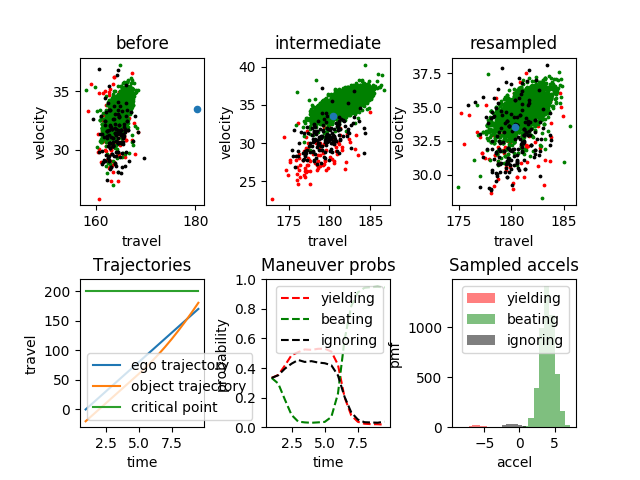 before
intermediate
resampled
velocity
35
30
160
180
travel
velocity
40
35
30
25
175
180
185
travel
velocity
37.5
35.0
32.5
30.0
175
180
185
travel
Trajectories
Maneuver probs
Sampled accels
travel
200
150
100
50
0
ego trajectory
object trajectory
critical point
2.5
5.0
7.5
time
probability
1.0
0.8
0.6
0.4
0.2
0.0
yielding
beating
ignoring
2.5
5.0
7.5
time
pmf
1000
500
0
yielding
beating
ignoring
−5
0
5
accel